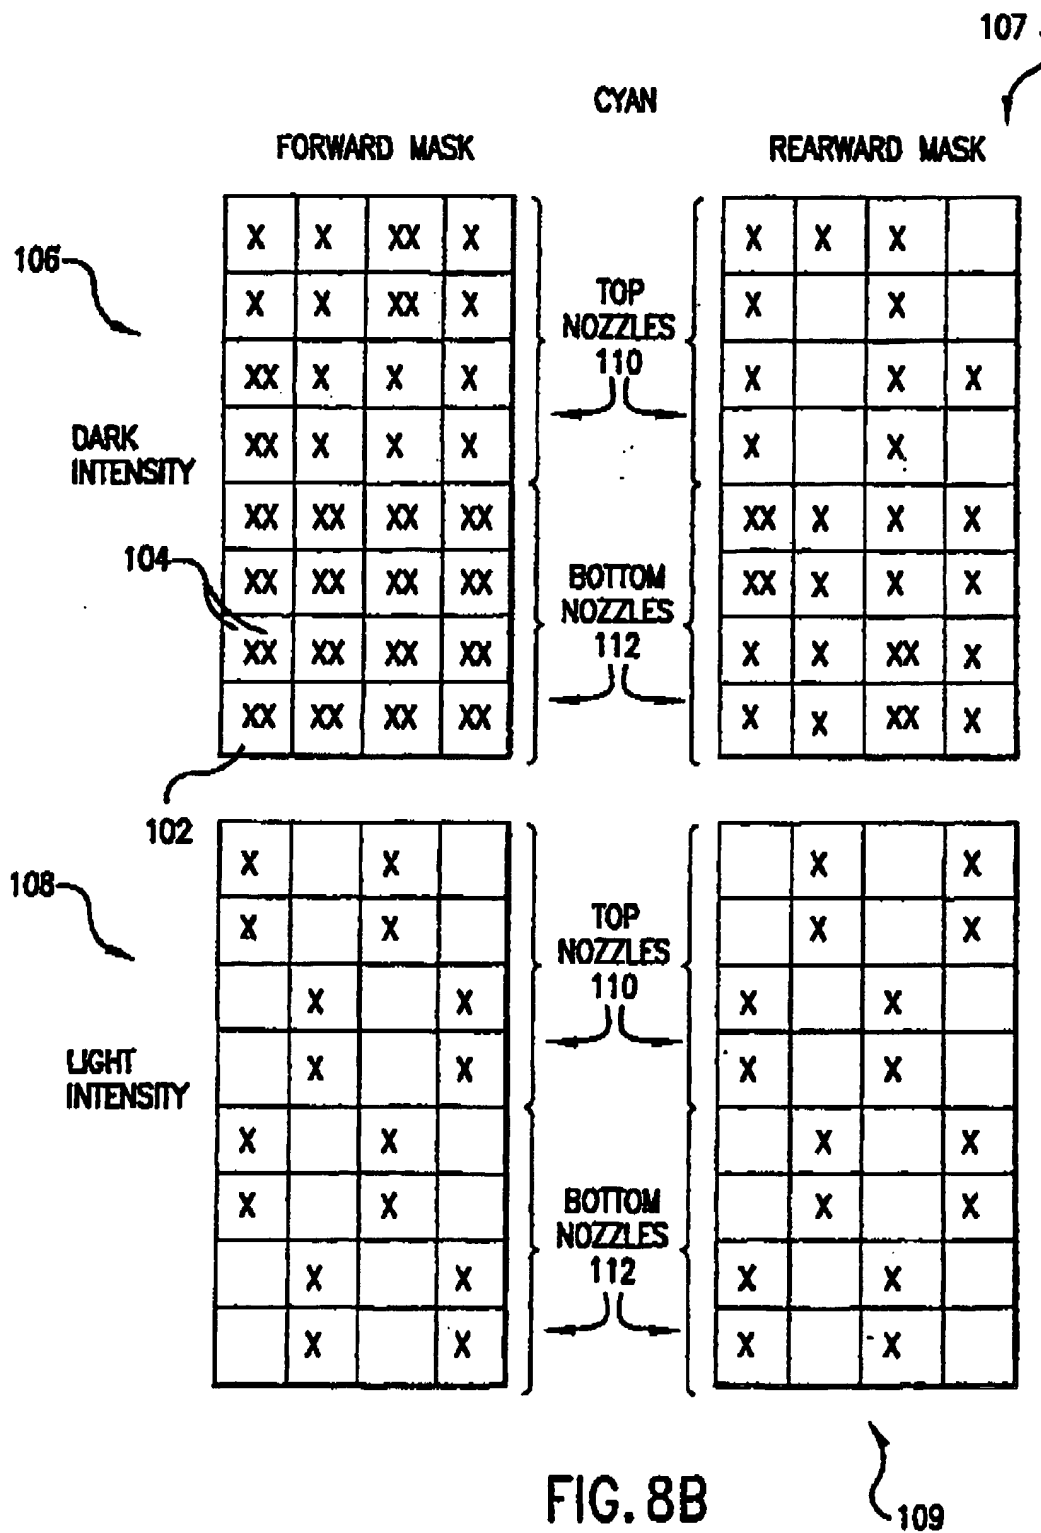 107
CYAN
FORWARD MASK
REARWARD MASK
106
DARK
INTENSITY
104
102
X X XX X
X X XX X
XX X X X
XX X X X
XX XX XX XX
XX XX XX XX
XX XX XX XX
XX XX XX XX
TOP
NOZZLES
110
BOTTOM
NOZZLES
112
X X X
X X
X X X
X X
XX X X X
XX X X X
X X XX X
X X XX X
108
LIGHT
INTENSITY
X X
X X
X X
X X
X X
X X
X X
X X
TOP
NOZZLES
110
BOTTOM
NOZZLES
112
X X
X X
X X
X X
X X
X X
X X
X X
109
FIG. 8B